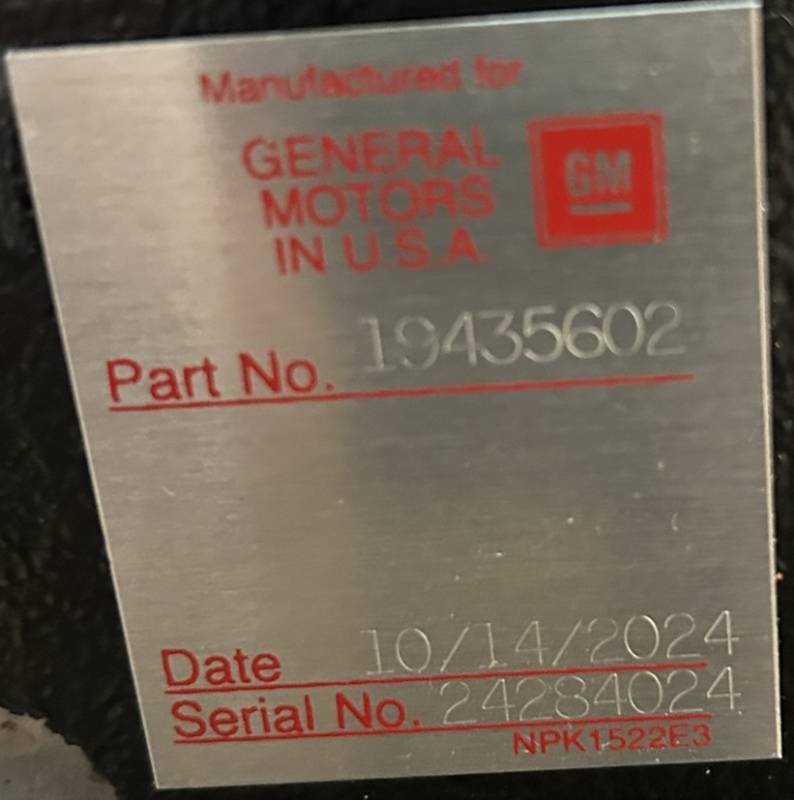 Manufactured for
GENERAL
MOTORS
IN U.S.A.
GM
Part No. 19435602
Date 10/14/2024
Serial No. 24284024
NPK1522E3